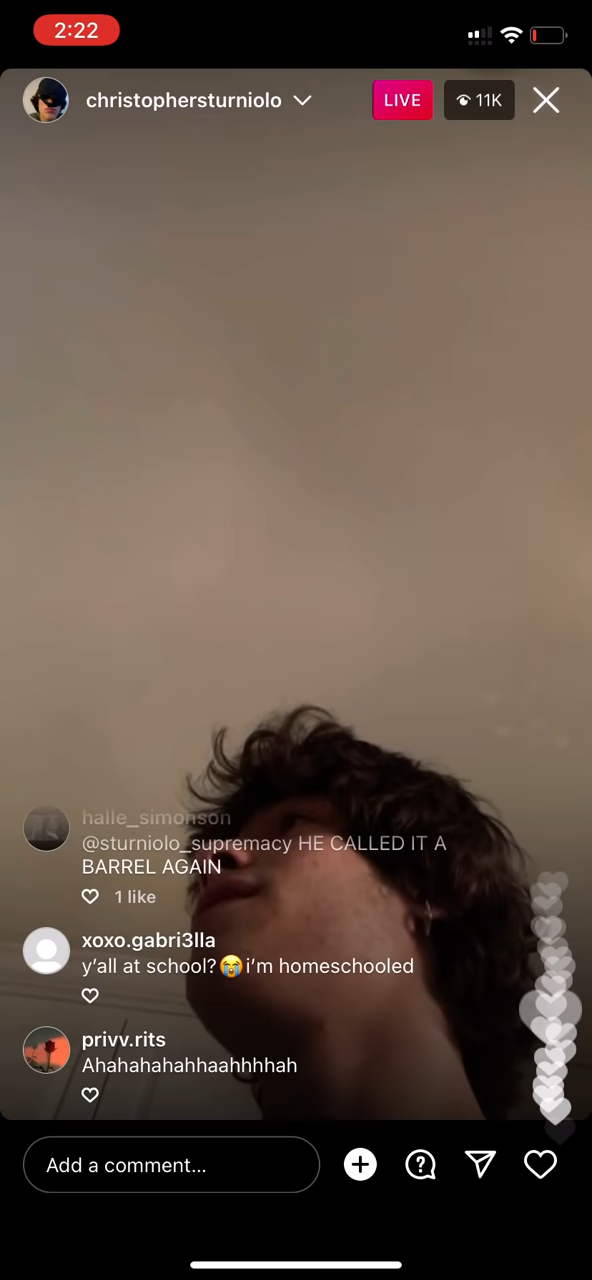 2:22
christophersturniolo
LIVE
11K
halle_simonson
@sturniolo_supremacy HE CALLED IT A
BARREL AGAIN
1 like
xoxo.gabri3lla
y'all at school?😭i'm homeschooled
privv.rits
Ahahahahahhaahhhhah
Add a comment...